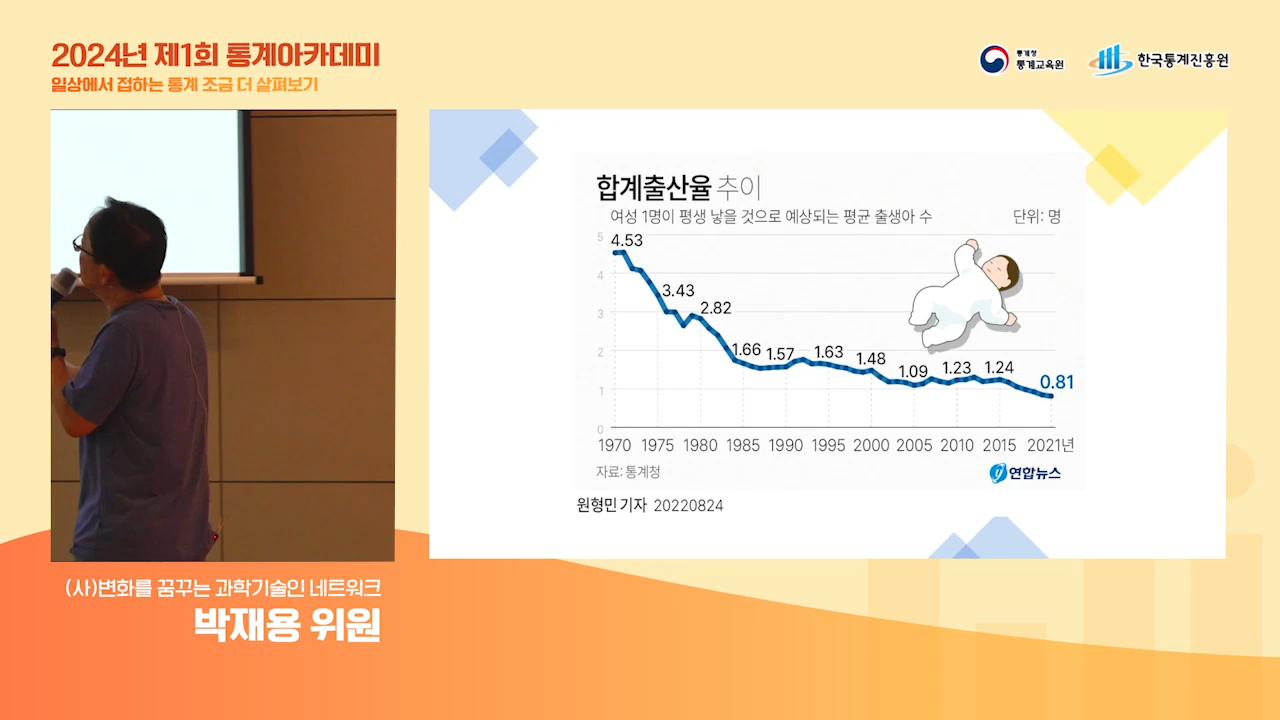 2024년 제1회 통계아카데미
일상에서 접하는 통계 조금 더 살펴보기
통계청
통계교육원
한국통계진흥원
합계출산율 추이
여성 1명이 평생 낳을 것으로 예상되는 평균 출생아 수
단위: 명
5
4
3
2
1
0
4.53
3.43
2.82
1.66
1.57
1.63
1.48
1.09
1.23
1.24
0.81
1970 1975 1980 1985 1990 1995 2000 2005 2010 2015 2021년
자료: 통계청
연합뉴스
원형민 기자 20220824
(사)변화를 꿈꾸는 과학기술인 네트워크
박재용 위원